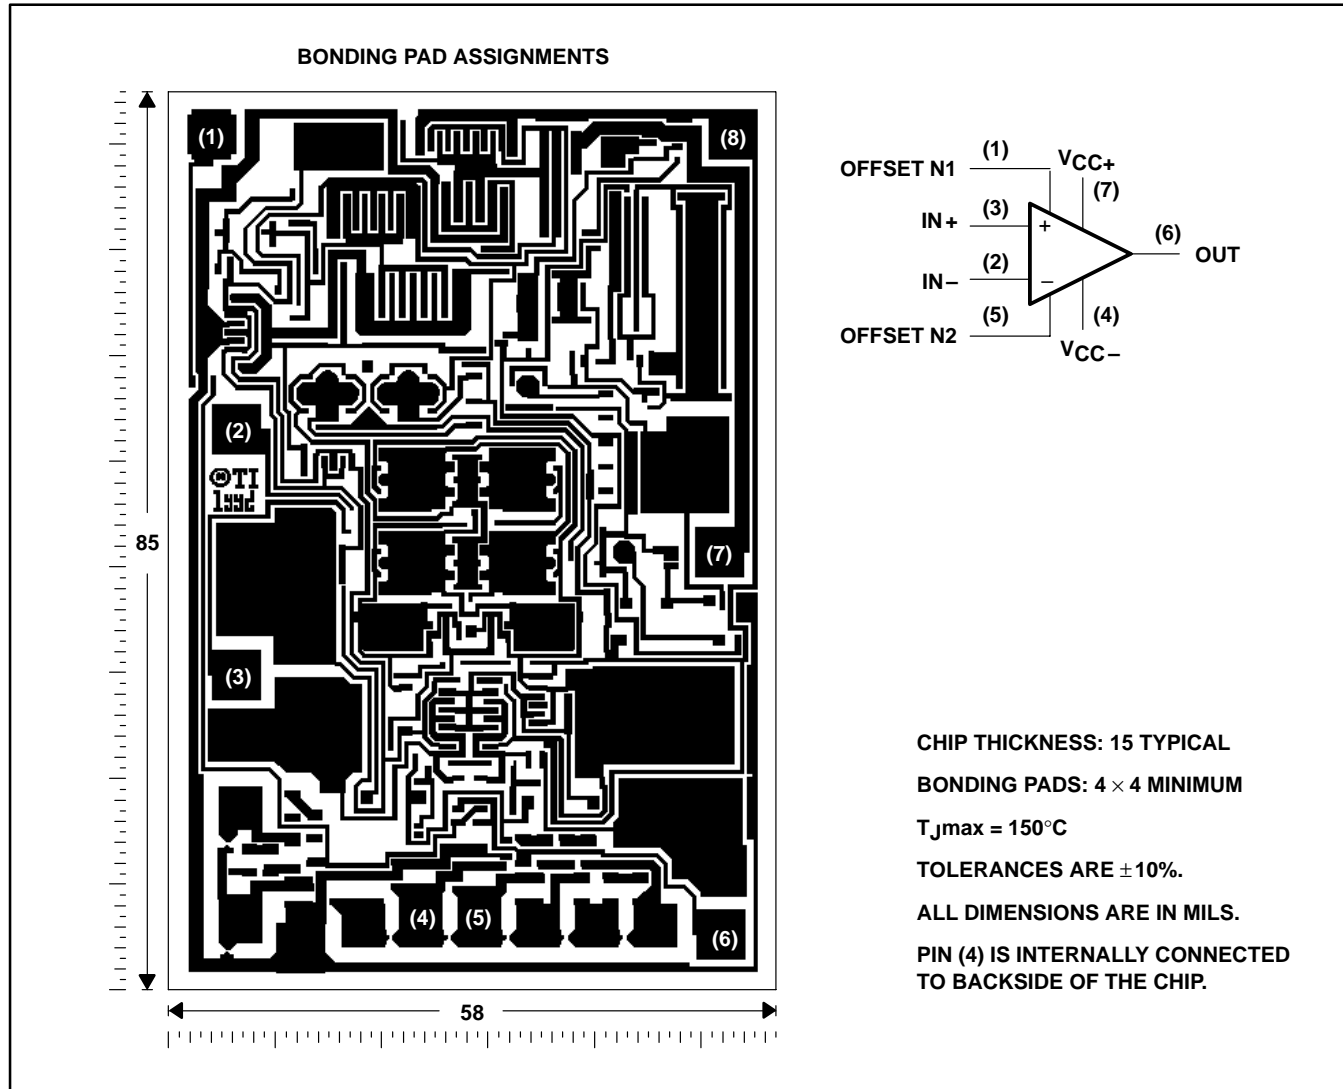 BONDING PAD ASSIGNMENTS
(1)
(8)
(2)
©TI
1992
85
(7)
(3)
(4)
(5)
(6)
58
OFFSET N1
(1)
VCC+
(7)
IN+
(3)
+
(6)
OUT
IN−
(2)
−
OFFSET N2
(5)
(4)
VCC−
CHIP THICKNESS: 15 TYPICAL
BONDING PADS: 4 × 4 MINIMUM
TJmax = 150°C
TOLERANCES ARE ±10%.
ALL DIMENSIONS ARE IN MILS.
PIN (4) IS INTERNALLY CONNECTED
TO BACKSIDE OF THE CHIP.